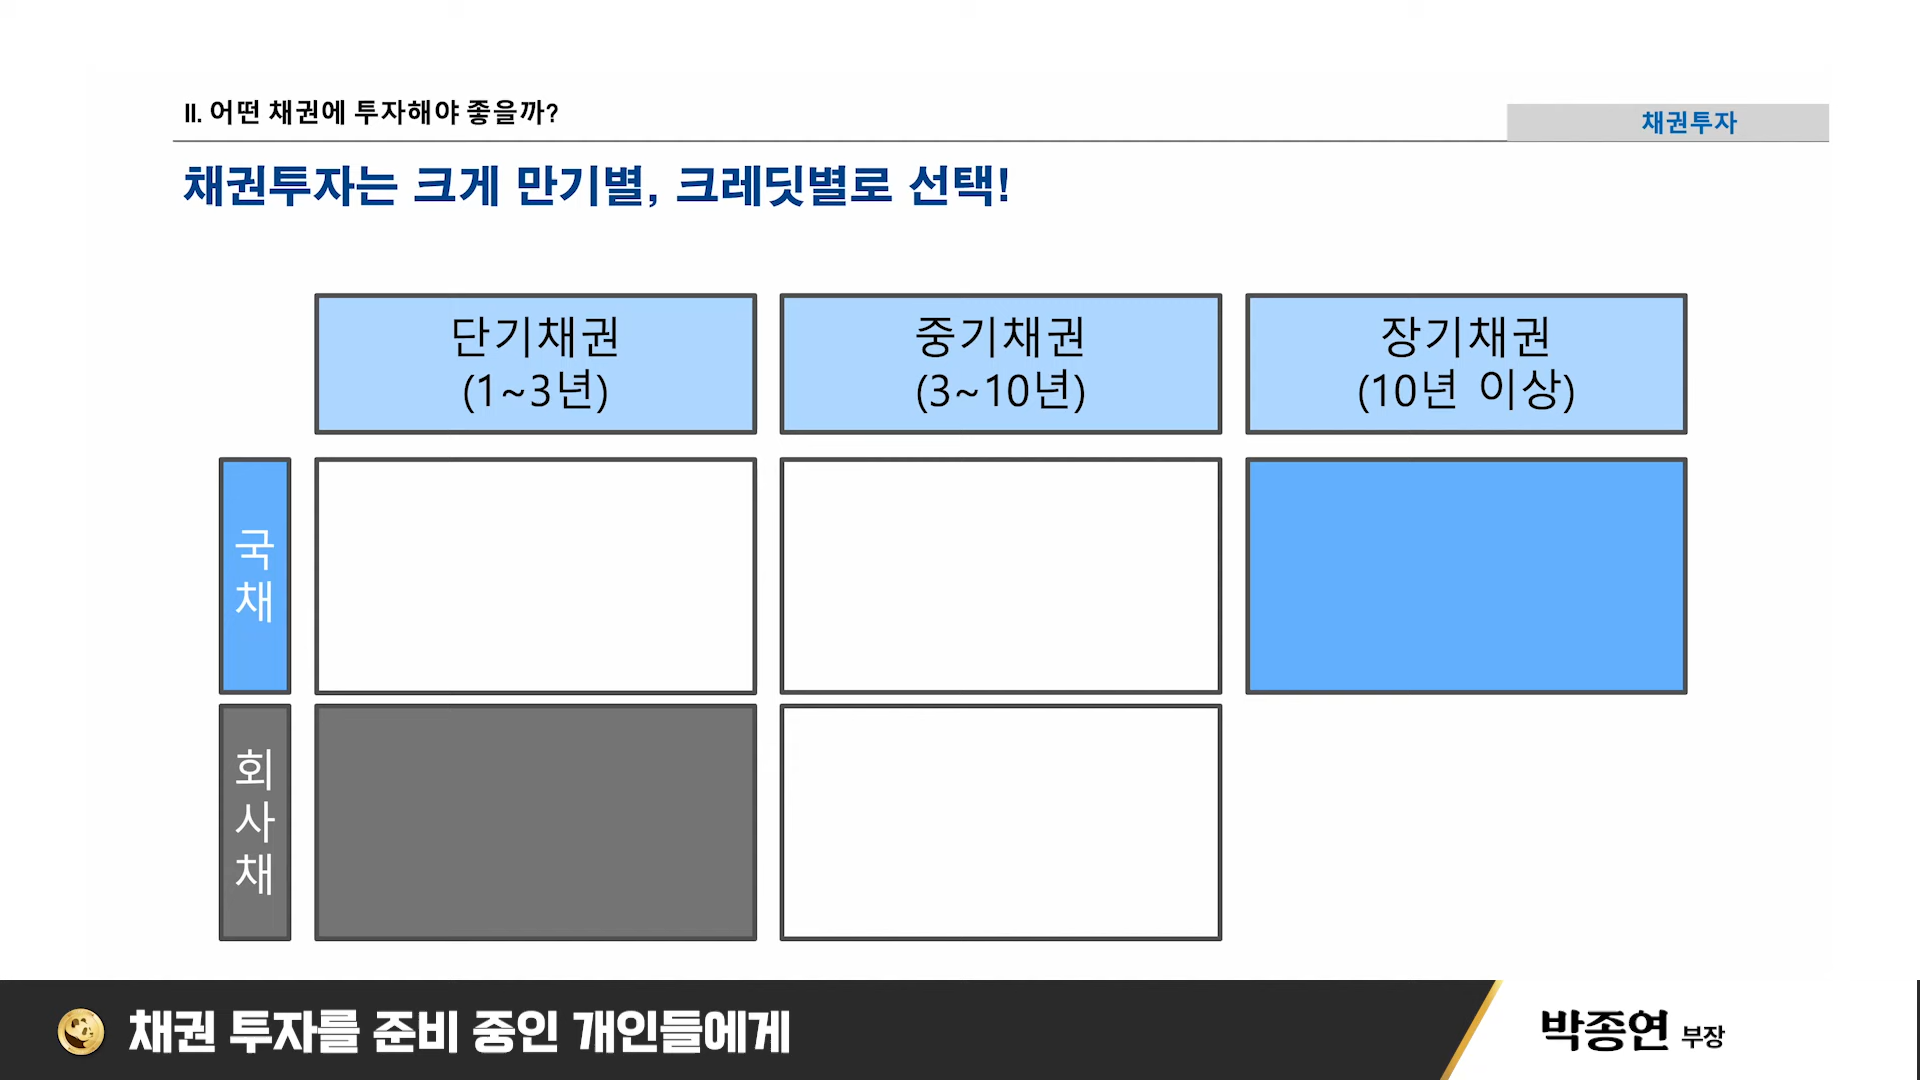 II. 어떤 채권에 투자해야 좋을까?
채권투자
채권투자는 크게 만기별, 크레딧별로 선택!
단기채권
(1~3년)
중기채권
(3~10년)
장기채권
(10년 이상)
국채
회사채
채권 투자를 준비 중인 개인들에게
박종연 부장